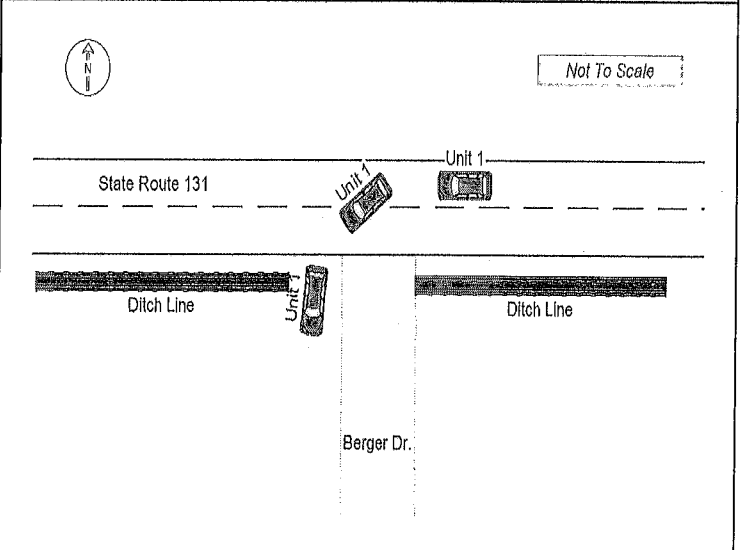 N
Not To Scale
Unit 1
State Route 131
Unit 1
Ditch Line
Unit 1
Ditch Line
Berger Dr.